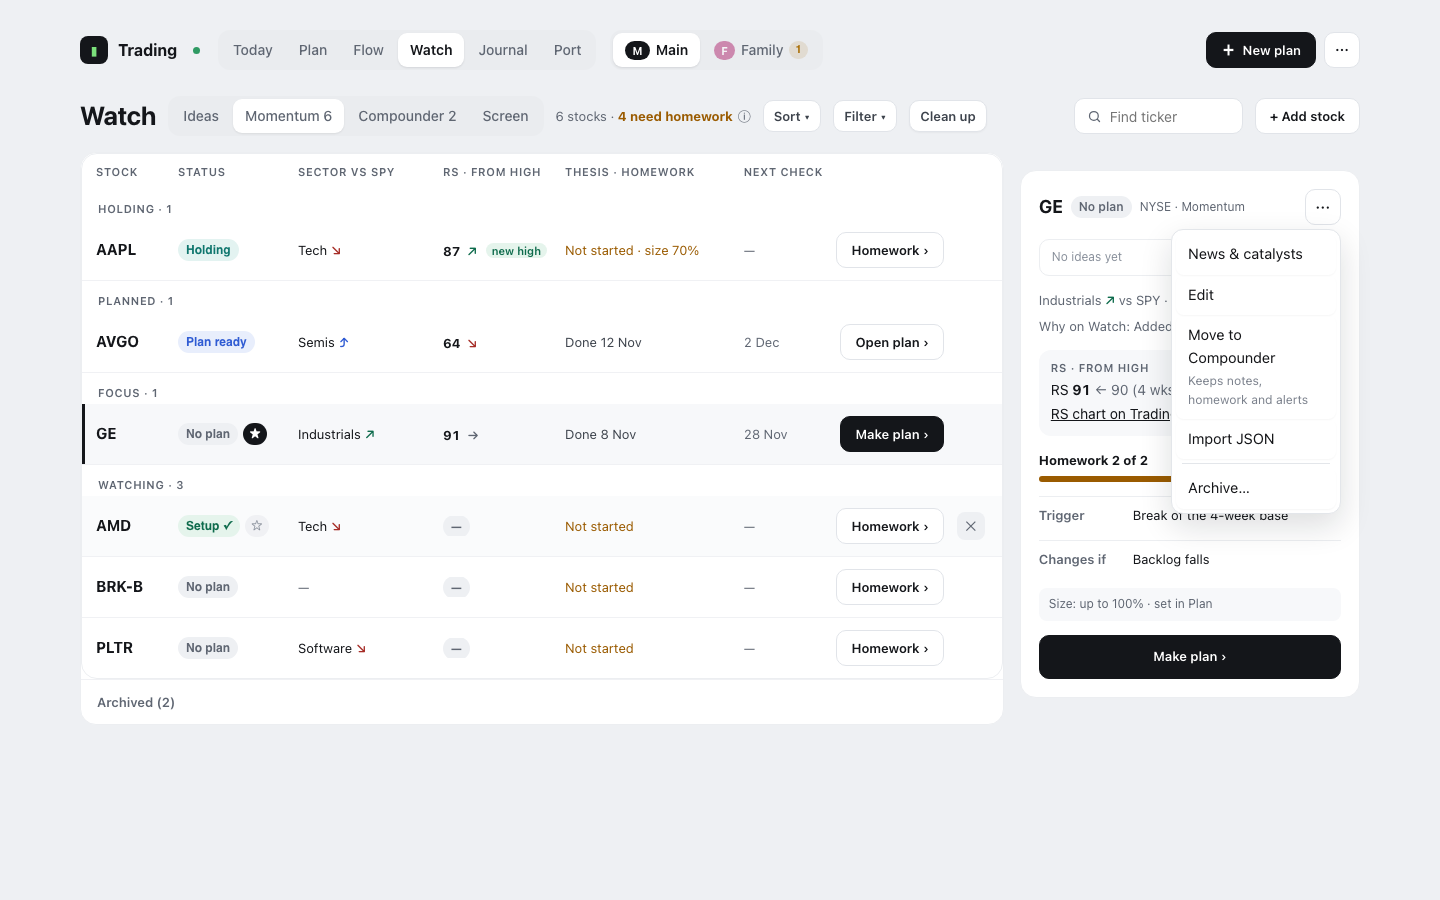 Trading
Today Plan Flow Watch Journal Port
M Main F Family 1
+ New plan
Watch
Ideas Momentum 6 Compounder 2 Screen
6 stocks · 4 need homework ⓘ
Sort ▾ Filter ▾ Clean up
Find ticker
+ Add stock
STOCK STATUS SECTOR VS SPY RS · FROM HIGH THESIS · HOMEWORK NEXT CHECK
HOLDING · 1
AAPL Holding Tech ↘ 87 ↗ new high Not started · size 70% — Homework ›
PLANNED · 1
AVGO Plan ready Semis ⤴ 64 ↘ Done 12 Nov 2 Dec Open plan ›
FOCUS · 1
GE No plan ★ Industrials ↗ 91 → Done 8 Nov 28 Nov Make plan ›
WATCHING · 3
AMD Setup ✓ ☆ Tech ↘ — Not started — Homework ›
BRK-B No plan — — Not started — Homework ›
PLTR No plan Software ↘ — Not started — Homework ›
Archived (2)
GE No plan NYSE · Momentum
No ideas yet
Industrials ↗ vs SPY ·
Why on Watch: Added
RS · FROM HIGH
RS 91 ← 90 (4 wks
RS chart on Tradin
Homework 2 of 2
Trigger Break of the 4-week base
Changes if Backlog falls
Size: up to 100% · set in Plan
Make plan ›
News & catalysts
Edit
Move to
Compounder
Keeps notes,
homework and alerts
Import JSON
Archive...